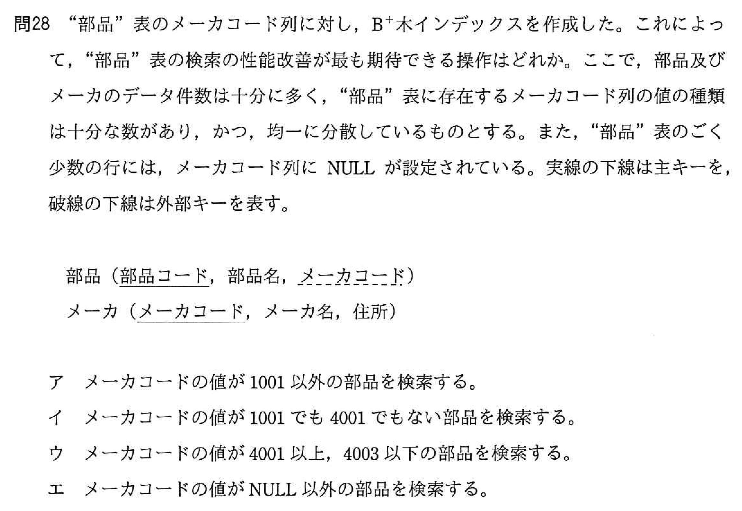 問28 “部品”表のメーカコード列に対し，B+木インデックスを作成した。これによっ
て，“部品”表の検索の性能改善が最も期待できる操作はどれか。ここで，部品及び
メーカのデータ件数は十分に多く，“部品”表に存在するメーカコード列の値の種類
は十分な数があり，かつ，均一に分散しているものとする。また，“部品”表のごく
少数の行には，メーカコード列に NULL が設定されている。実線の下線は主キーを，
破線の下線は外部キーを表す。
部品（部品コード，部品名，メーカコード）
メーカ（メーカコード，メーカ名，住所）
ア メーカコードの値が 1001 以外の部品を検索する。
イ メーカコードの値が 1001 でも 4001 でもない部品を検索する。
ウ メーカコードの値が 4001 以上，4003 以下の部品を検索する。
エ メーカコードの値が NULL 以外の部品を検索する。